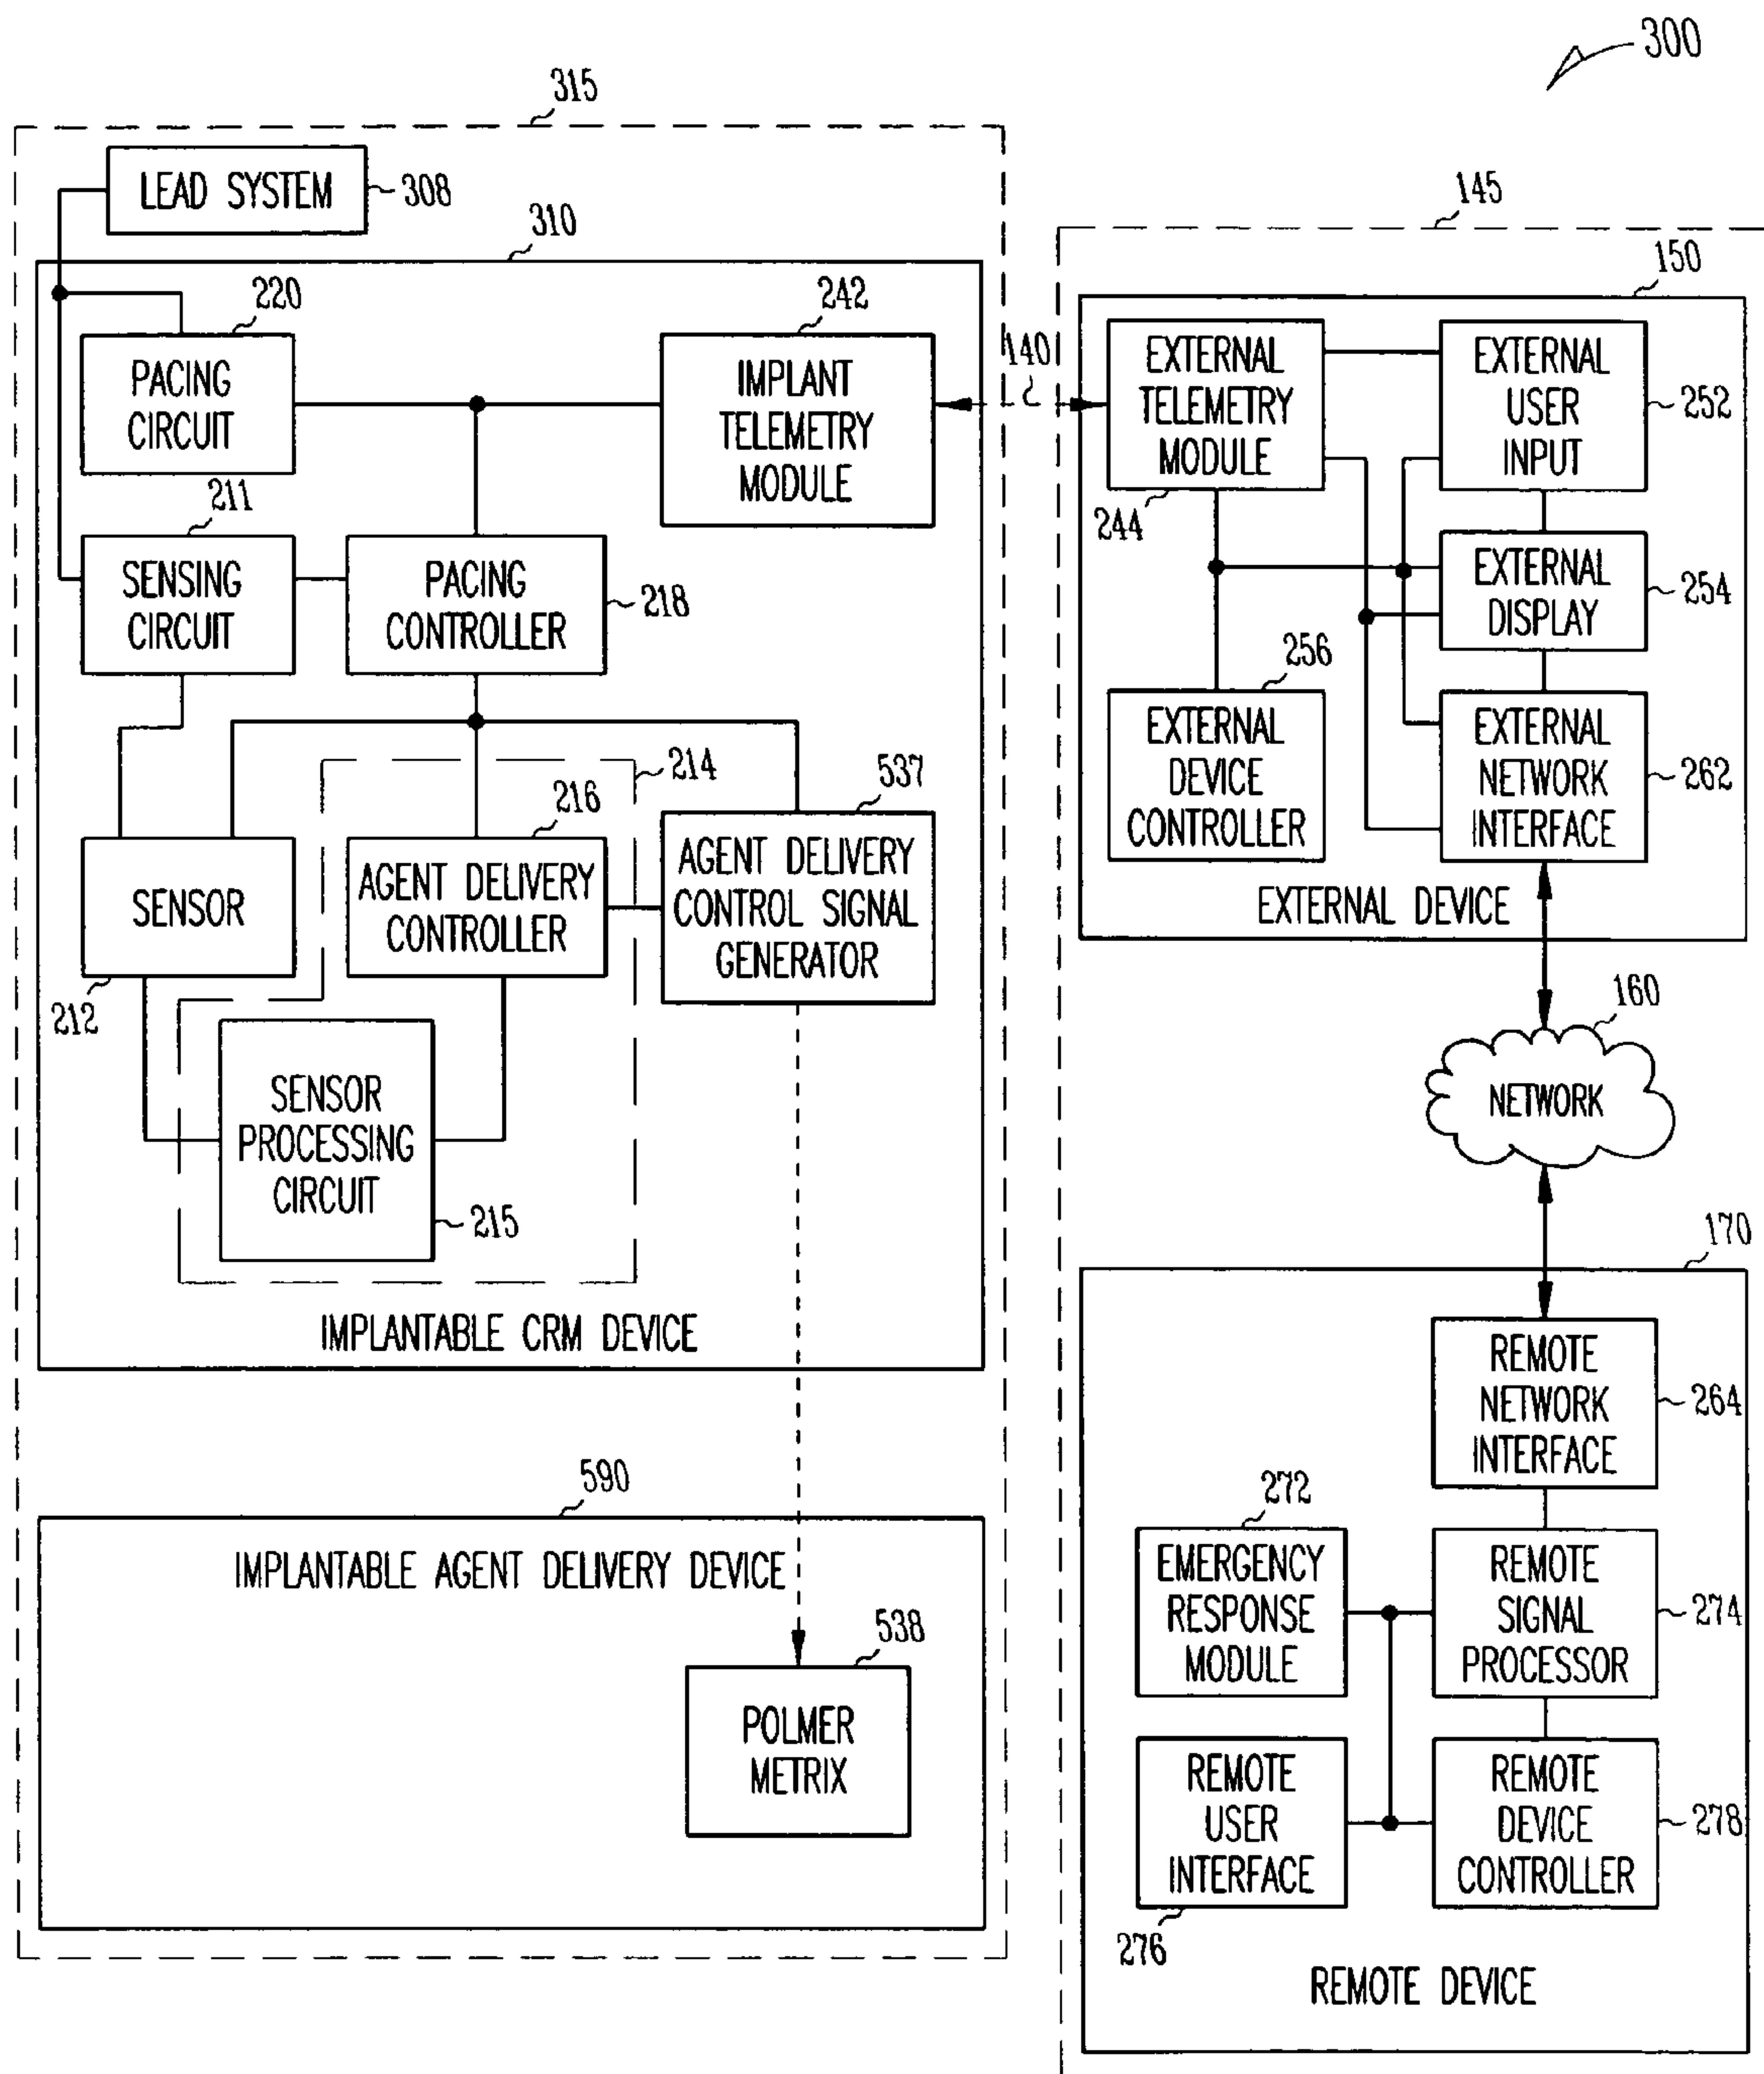 300
315
LEAD SYSTEM
308
310
220
PACING
CIRCUIT
242
IMPLANT
TELEMETRY
MODULE
140
211
SENSING
CIRCUIT
PACING
CONTROLLER
218
214
216
537
SENSOR
212
AGENT DELIVERY
CONTROLLER
AGENT DELIVERY
CONTROL SIGNAL
GENERATOR
SENSOR
PROCESSING
CIRCUIT
215
IMPLANTABLE CRM DEVICE
590
IMPLANTABLE AGENT DELIVERY DEVICE
538
POLMER
METRIX
145
150
EXTERNAL
TELEMETRY
MODULE
244
EXTERNAL
USER
INPUT
252
EXTERNAL
DISPLAY
254
256
EXTERNAL
DEVICE
CONTROLLER
EXTERNAL
NETWORK
INTERFACE
262
EXTERNAL DEVICE
160
NETWORK
170
REMOTE
NETWORK
INTERFACE
264
272
EMERGENCY
RESPONSE
MODULE
REMOTE
SIGNAL
PROCESSOR
274
REMOTE
USER
INTERFACE
276
REMOTE
DEVICE
CONTROLLER
278
REMOTE DEVICE